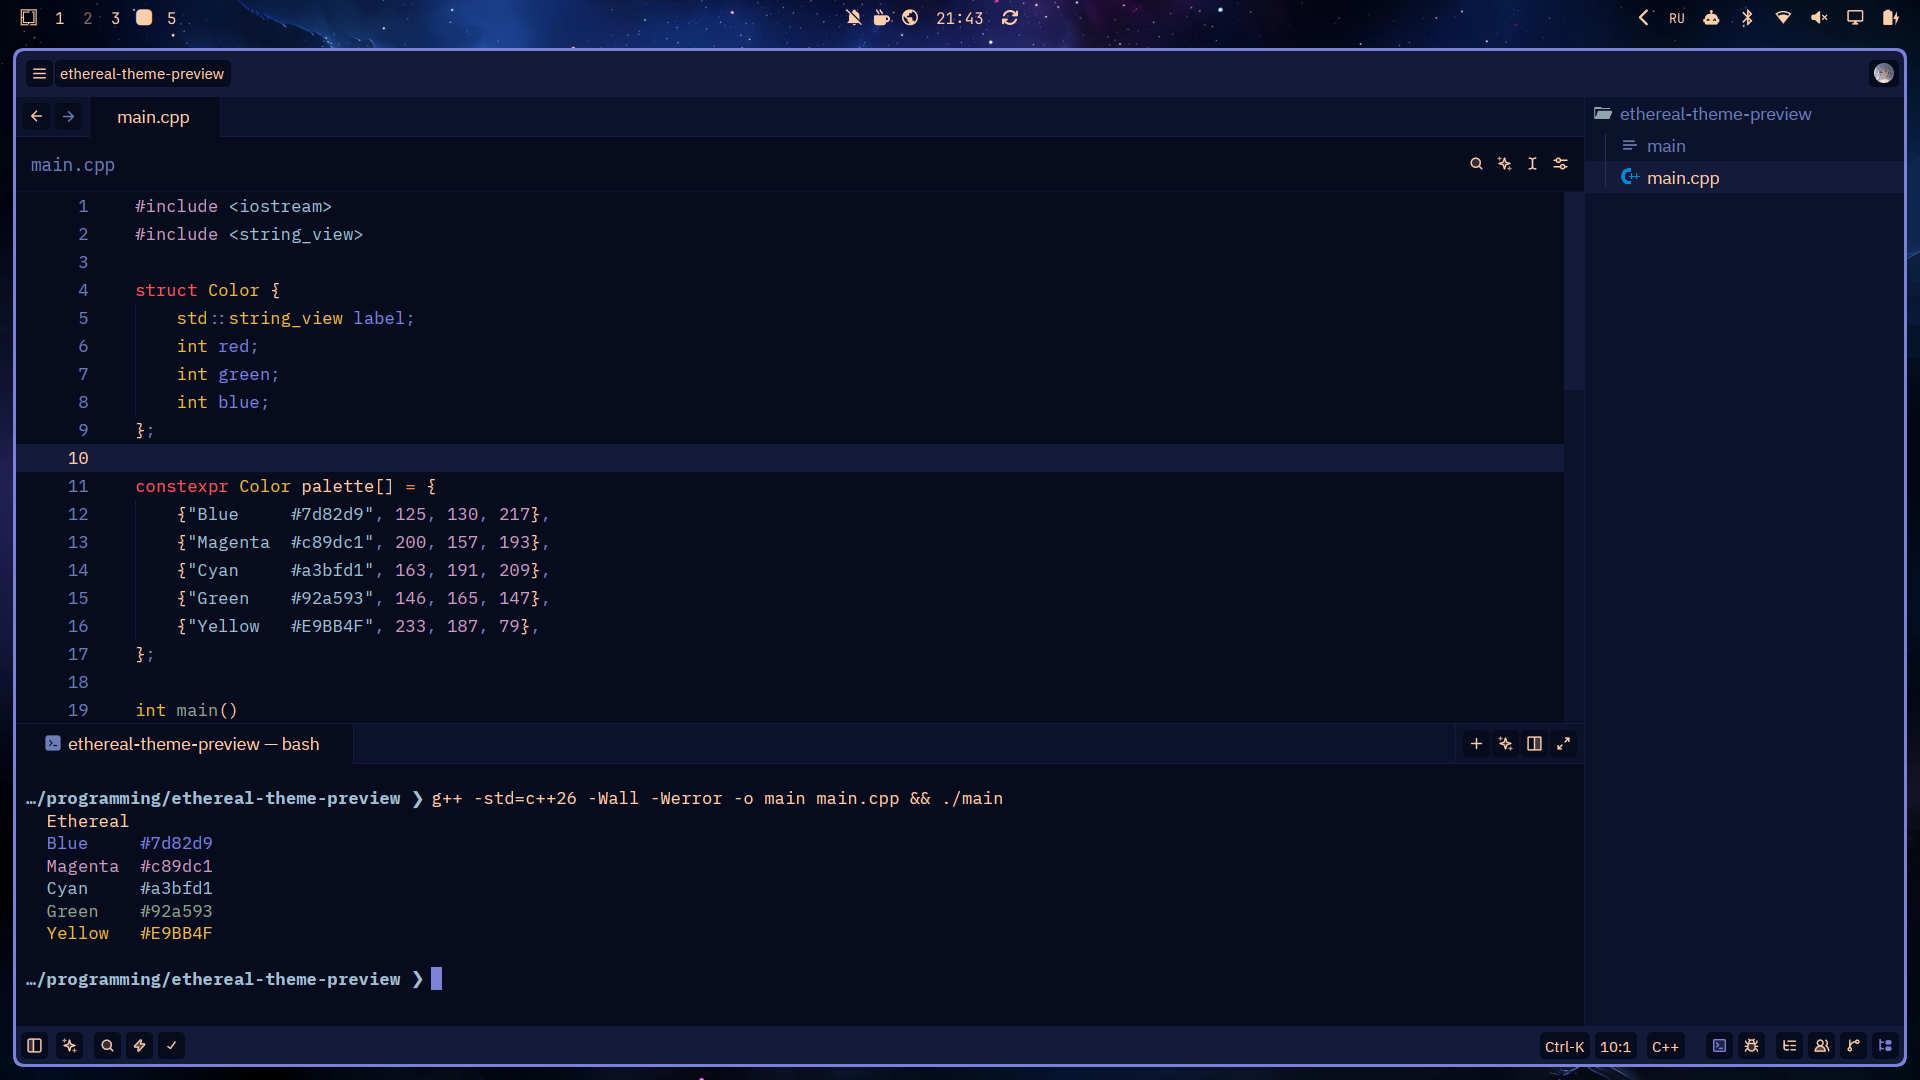 1 2 3 5 21:43 RU
ethereal-theme-preview
main.cpp
main.cpp
1 #include <iostream>
2 #include <string_view>
3
4 struct Color {
5     std::string_view label;
6     int red;
7     int green;
8     int blue;
9 };
10
11 constexpr Color palette[] = {
12     {"Blue     #7d82d9", 125, 130, 217},
13     {"Magenta  #c89dc1", 200, 157, 193},
14     {"Cyan     #a3bfd1", 163, 191, 209},
15     {"Green    #92a593", 146, 165, 147},
16     {"Yellow   #E9BB4F", 233, 187, 79},
17 };
18
19 int main()
ethereal-theme-preview
main
main.cpp
ethereal-theme-preview — bash
…/programming/ethereal-theme-preview ❯ g++ -std=c++26 -Wall -Werror -o main main.cpp && ./main
Ethereal
Blue     #7d82d9
Magenta  #c89dc1
Cyan     #a3bfd1
Green    #92a593
Yellow   #E9BB4F
…/programming/ethereal-theme-preview ❯
Ctrl-K 10:1 C++